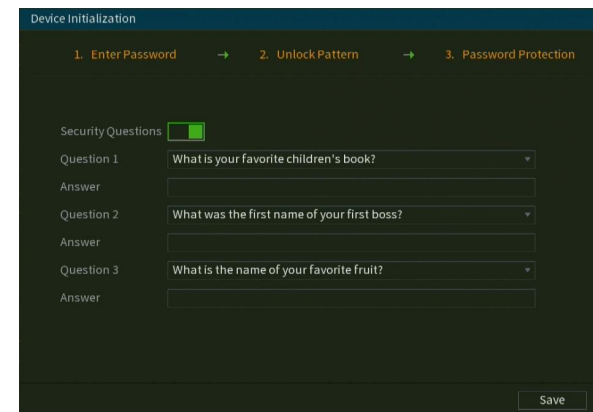 Device Initialization
1. Enter Password → 2. Unlock Pattern → 3. Password Protection
Security Questions
Question 1 What is your favorite children's book?
Answer
Question 2 What was the first name of your first boss?
Answer
Question 3 What is the name of your favorite fruit?
Answer
Save